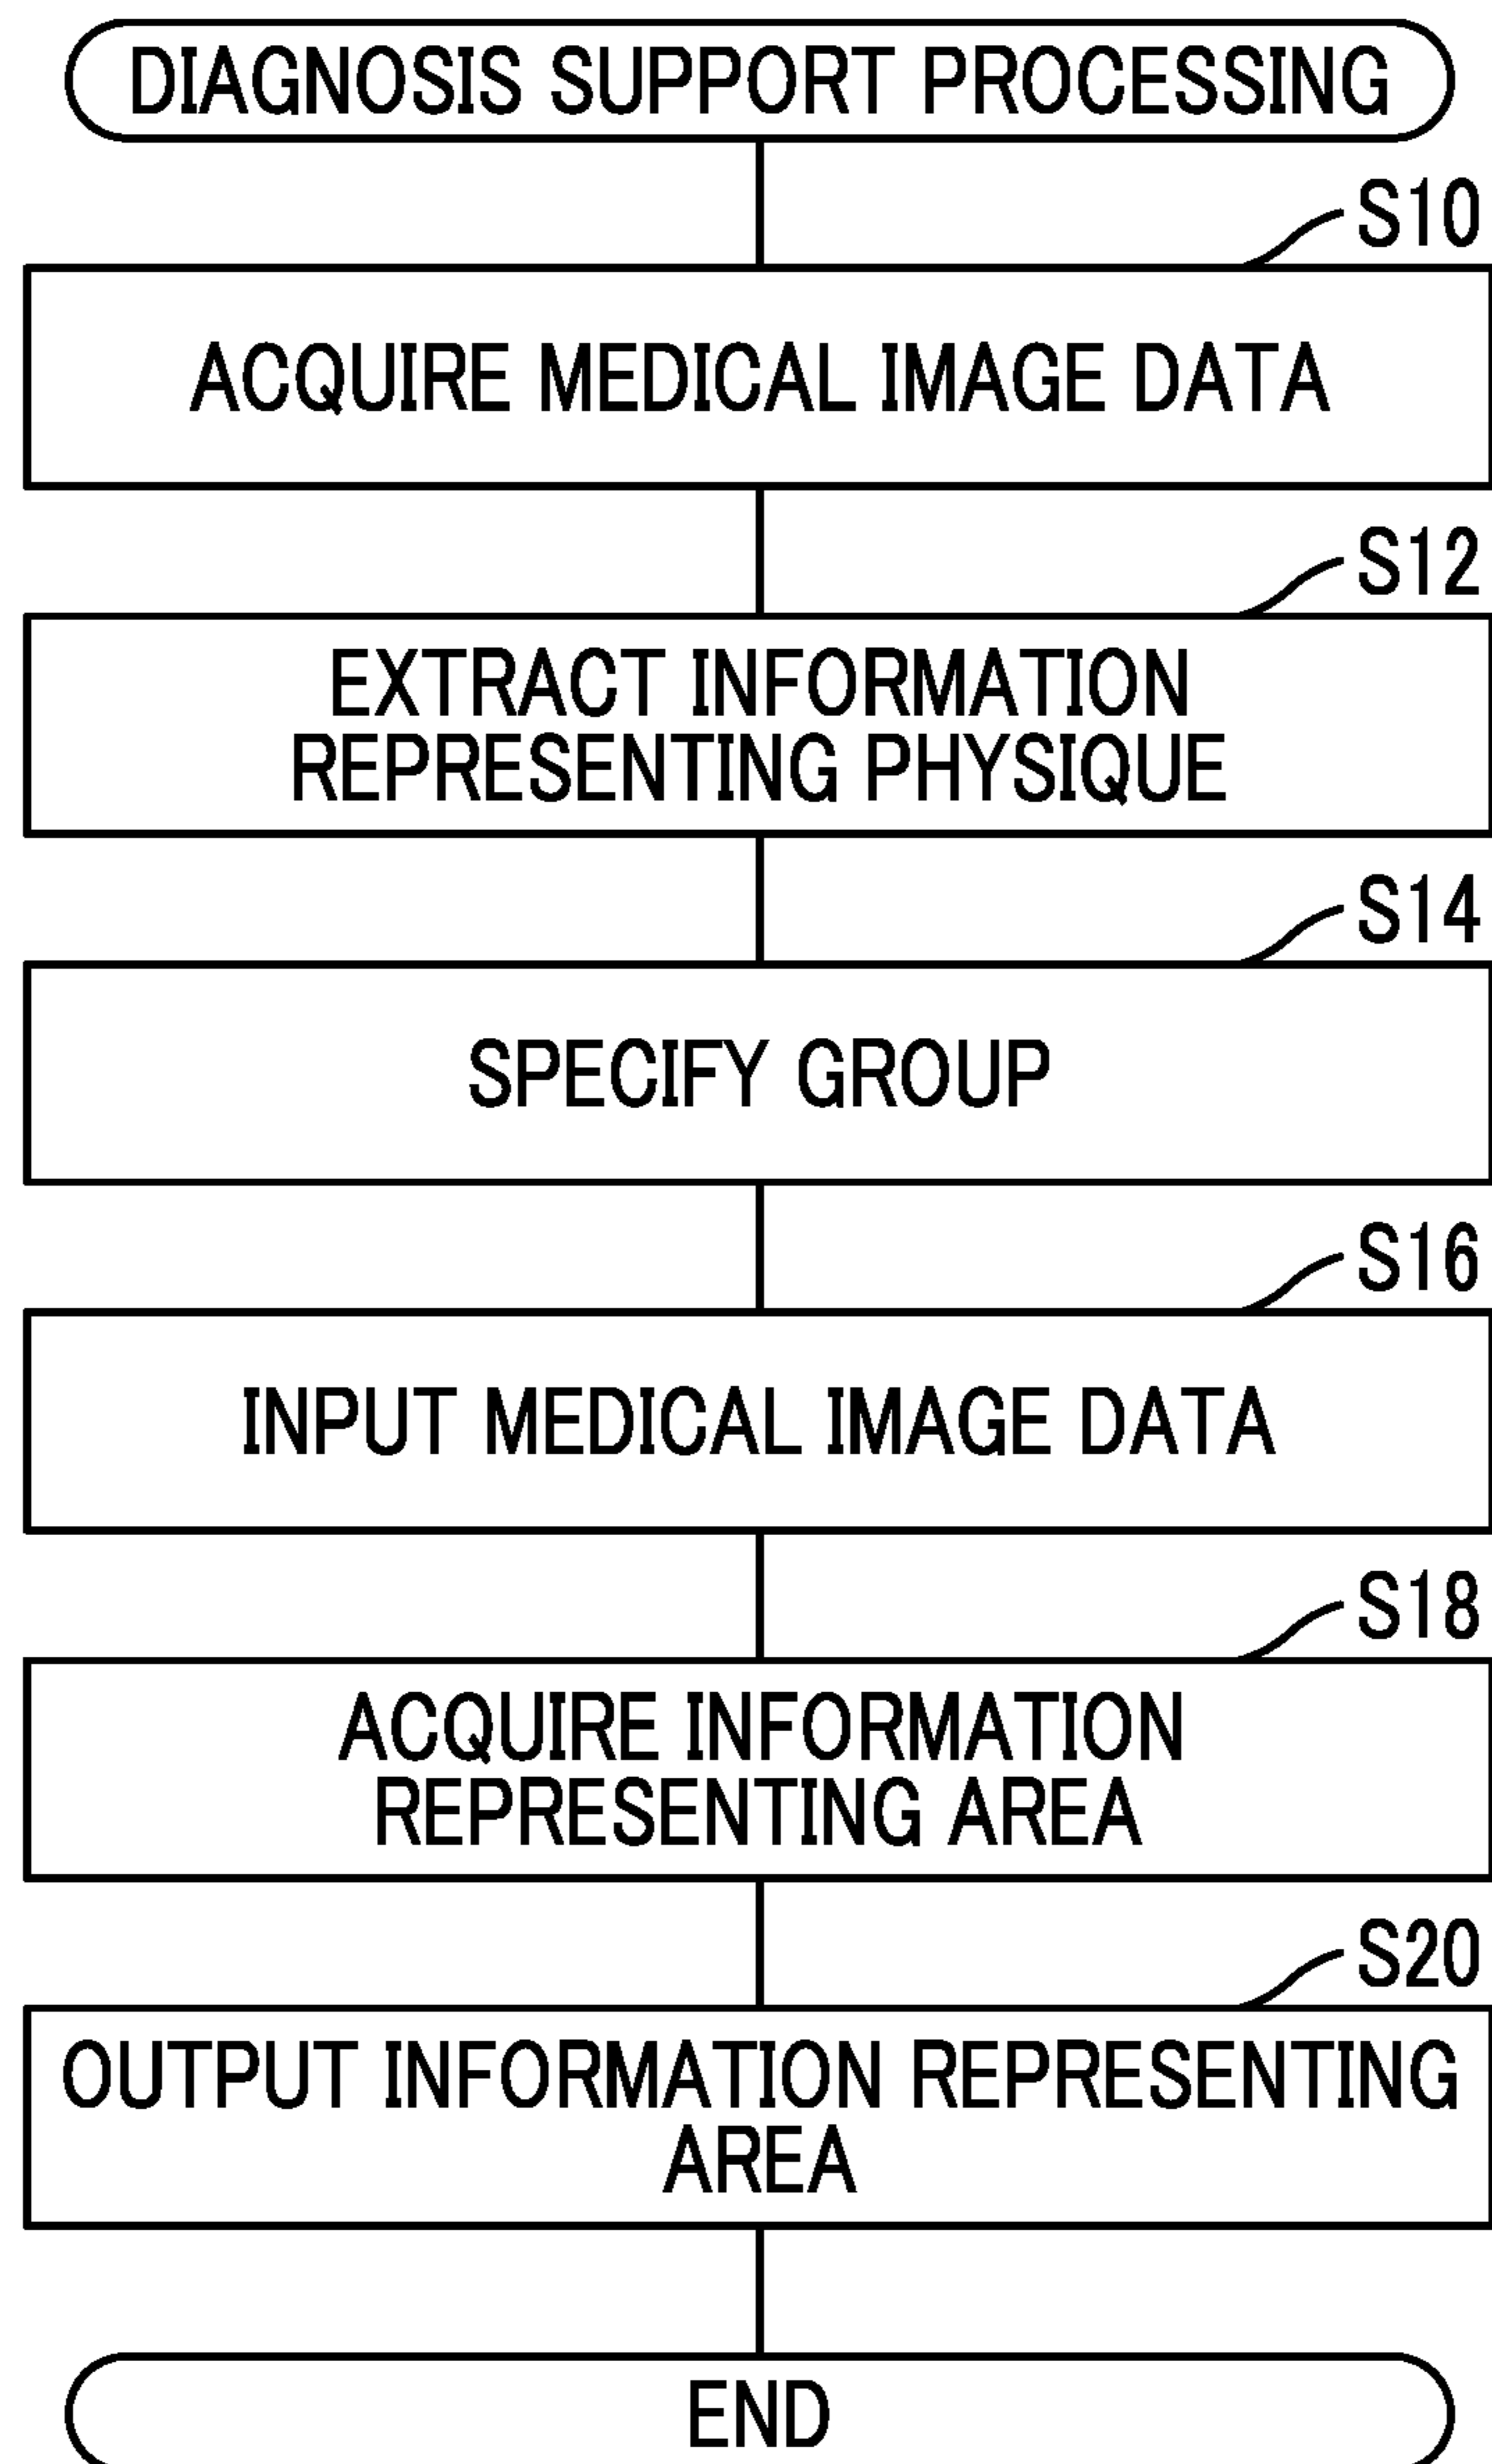 DIAGNOSIS SUPPORT PROCESSING
S10
ACQUIRE MEDICAL IMAGE DATA
S12
EXTRACT INFORMATION
REPRESENTING PHYSIQUE
S14
SPECIFY GROUP
S16
INPUT MEDICAL IMAGE DATA
S18
ACQUIRE INFORMATION
REPRESENTING AREA
S20
OUTPUT INFORMATION REPRESENTING
AREA
END